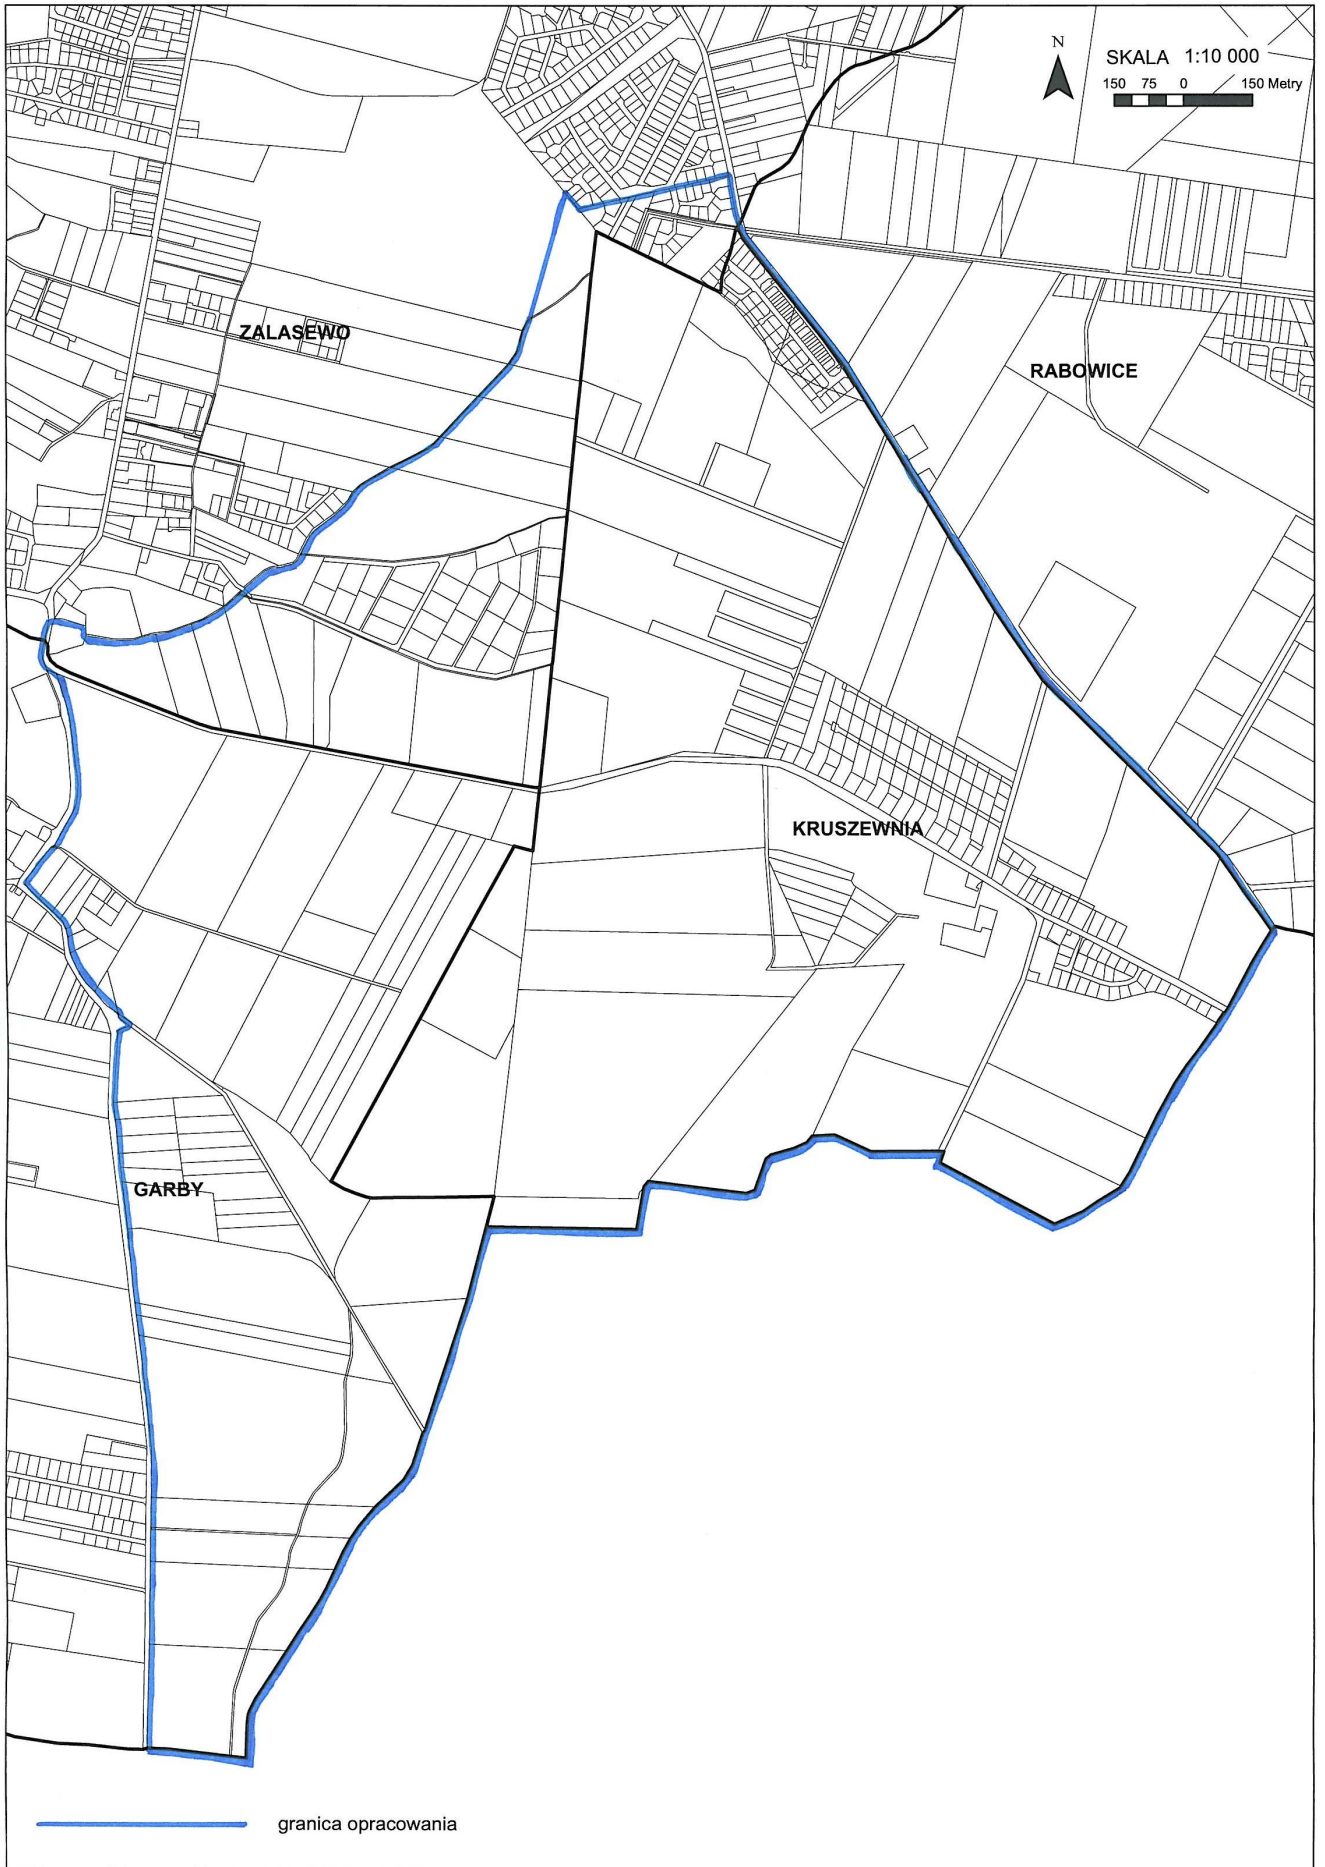 N
SKALA 1:10 000
150 75 0 150 Metry
ZALASEWO
RABOWICE
KRUSZEWNIA
GARBY
granica opracowania